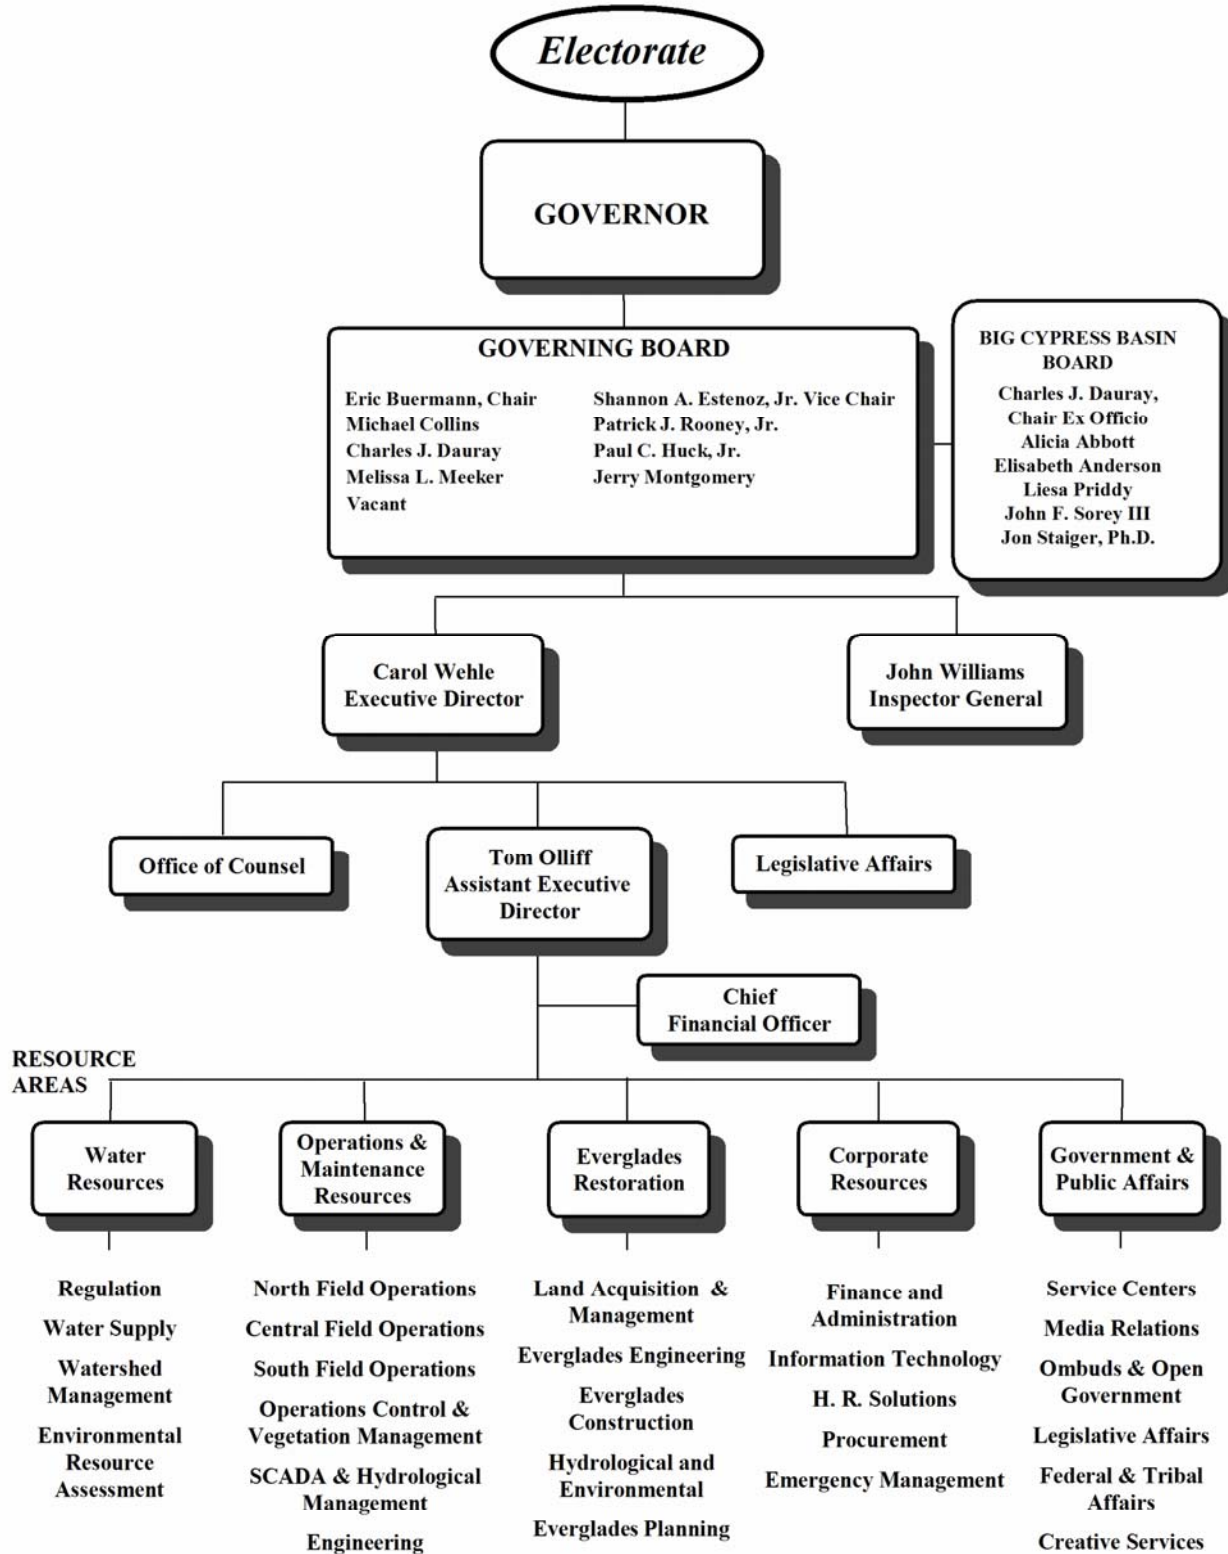 Electorate
GOVERNOR
GOVERNING BOARD
Eric Buermann, Chair
Michael Collins
Charles J. Dauray
Melissa L. Meeker
Vacant
Shannon A. Estenoz, Jr. Vice Chair
Patrick J. Rooney, Jr.
Paul C. Huck, Jr.
Jerry Montgomery
BIG CYPRESS BASIN
BOARD
Charles J. Dauray,
Chair Ex Officio
Alicia Abbott
Elisabeth Anderson
Liesa Priddy
John F. Sorey III
Jon Staiger, Ph.D.
Carol Wehle
Executive Director
John Williams
Inspector General
Office of Counsel
Tom Olliff
Assistant Executive
Director
Legislative Affairs
Chief
Financial Officer
RESOURCE
AREAS
Water
Resources
Operations &
Maintenance
Resources
Everglades
Restoration
Corporate
Resources
Government &
Public Affairs
Regulation
Water Supply
Watershed
Management
Environmental
Resource
Assessment
North Field Operations
Central Field Operations
South Field Operations
Operations Control &
Vegetation Management
SCADA & Hydrological
Management
Engineering
Land Acquisition &
Management
Everglades Engineering
Everglades
Construction
Hydrological and
Environmental
Everglades Planning
Finance and
Administration
Information Technology
H. R. Solutions
Procurement
Emergency Management
Service Centers
Media Relations
Ombuds & Open
Government
Legislative Affairs
Federal & Tribal
Affairs
Creative Services